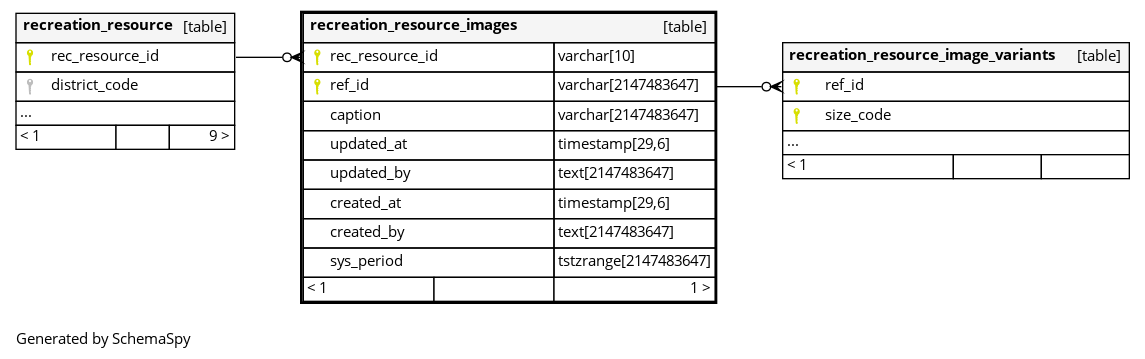 recreation_resource [table]
rec_resource_id
district_code
...
< 1 9 >
recreation_resource_images [table]
rec_resource_id varchar[10]
ref_id varchar[2147483647]
caption varchar[2147483647]
updated_at timestamp[29,6]
updated_by text[2147483647]
created_at timestamp[29,6]
created_by text[2147483647]
sys_period tstzrange[2147483647]
< 1 1 >
recreation_resource_image_variants [table]
ref_id
size_code
...
< 1
Generated by SchemaSpy